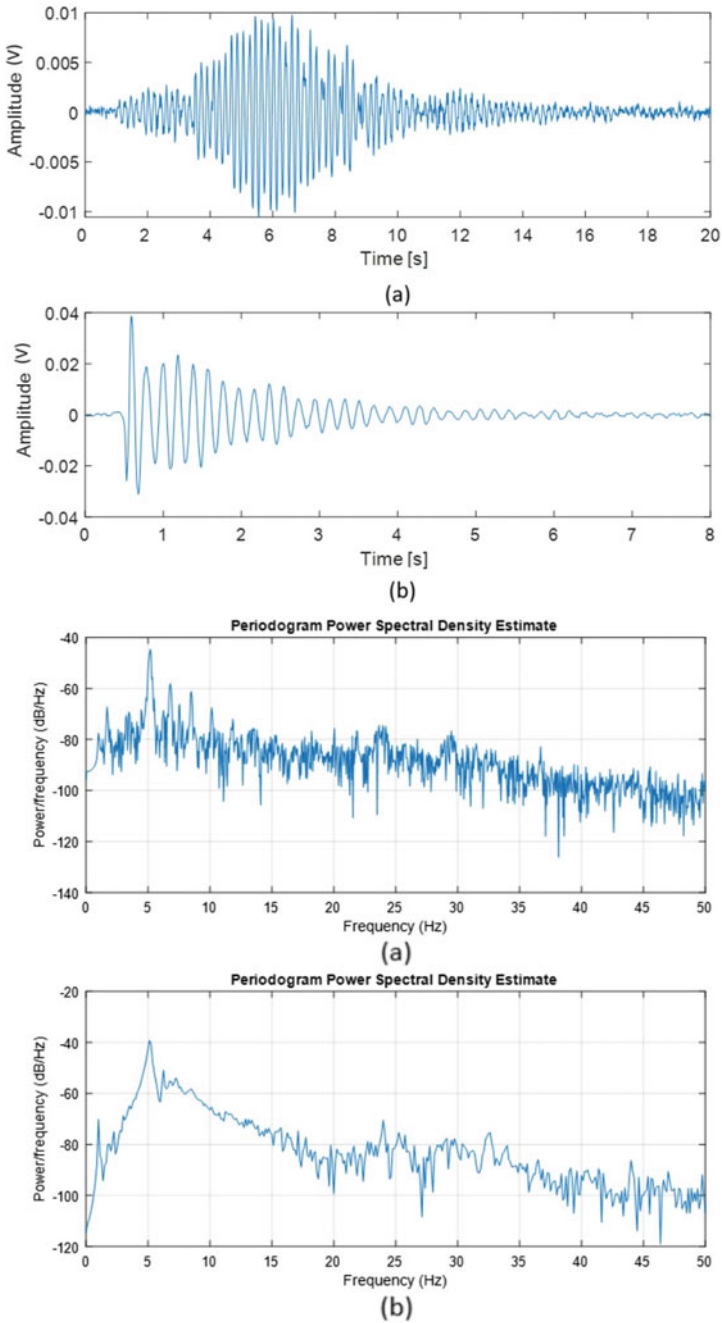 Amplitude (V)
0.01
0.005
0
-0.005
-0.01
0 2 4 6 8 10 12 14 16 18 20
Time [s]
(a)
Amplitude (V)
0.04
0.02
0
-0.02
-0.04
0 1 2 3 4 5 6 7 8
Time [s]
(b)
Periodogram Power Spectral Density Estimate
Power/frequency (dB/Hz)
-40
-60
-80
-100
-120
-140
0 5 10 15 20 25 30 35 40 45 50
Frequency (Hz)
(a)
Periodogram Power Spectral Density Estimate
Power/frequency (dB/Hz)
-20
-40
-60
-80
-100
-120
0 5 10 15 20 25 30 35 40 45 50
Frequency (Hz)
(b)